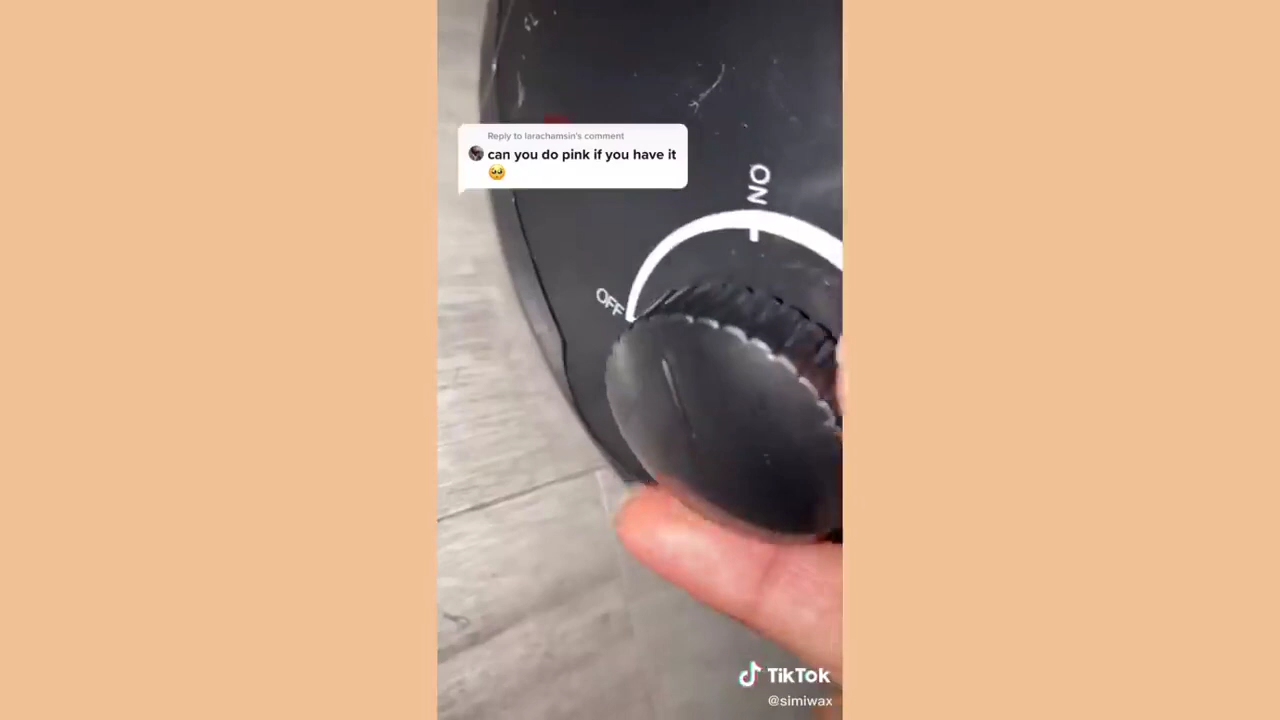 Reply to larachamsin's comment
can you do pink if you have it
🥺
ON
OFF
TikTok
@simiwax